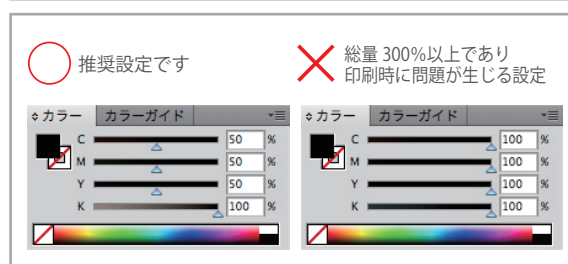 推奨設定です
総量 300%以上であり
印刷時に問題が生じる設定
カラー カラーガイド
C 50 %
M 50 %
Y 50 %
K 100 %
カラー カラーガイド
C 100 %
M 100 %
Y 100 %
K 100 %